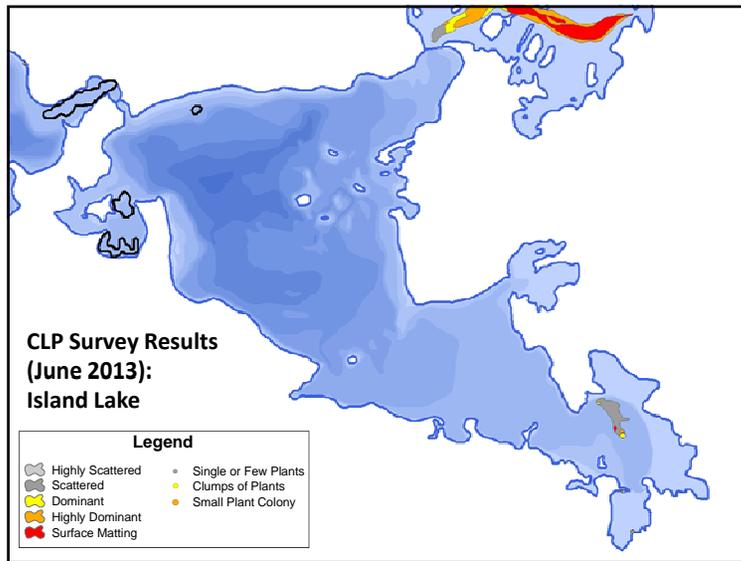 CLP Survey Results
(June 2013):
Island Lake
Legend
Highly Scattered
Scattered
Dominant
Highly Dominant
Surface Matting
Single or Few Plants
Clumps of Plants
Small Plant Colony